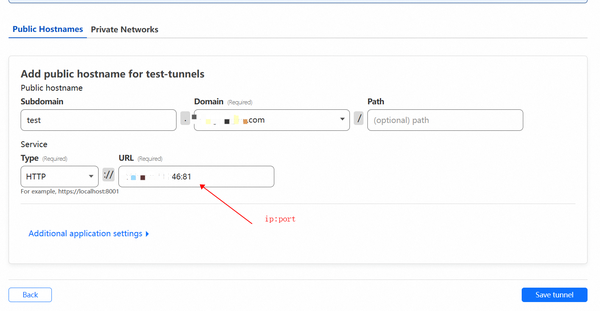 Public Hostnames Private Networks
Add public hostname for test-tunnels
Public hostname
Subdomain Domain (Required) Path
test . com / (optional) path
Service
Type (Required) URL (Required)
HTTP :// 46:81
For example, https://localhost:8001
ip:port
Additional application settings
Back Save tunnel